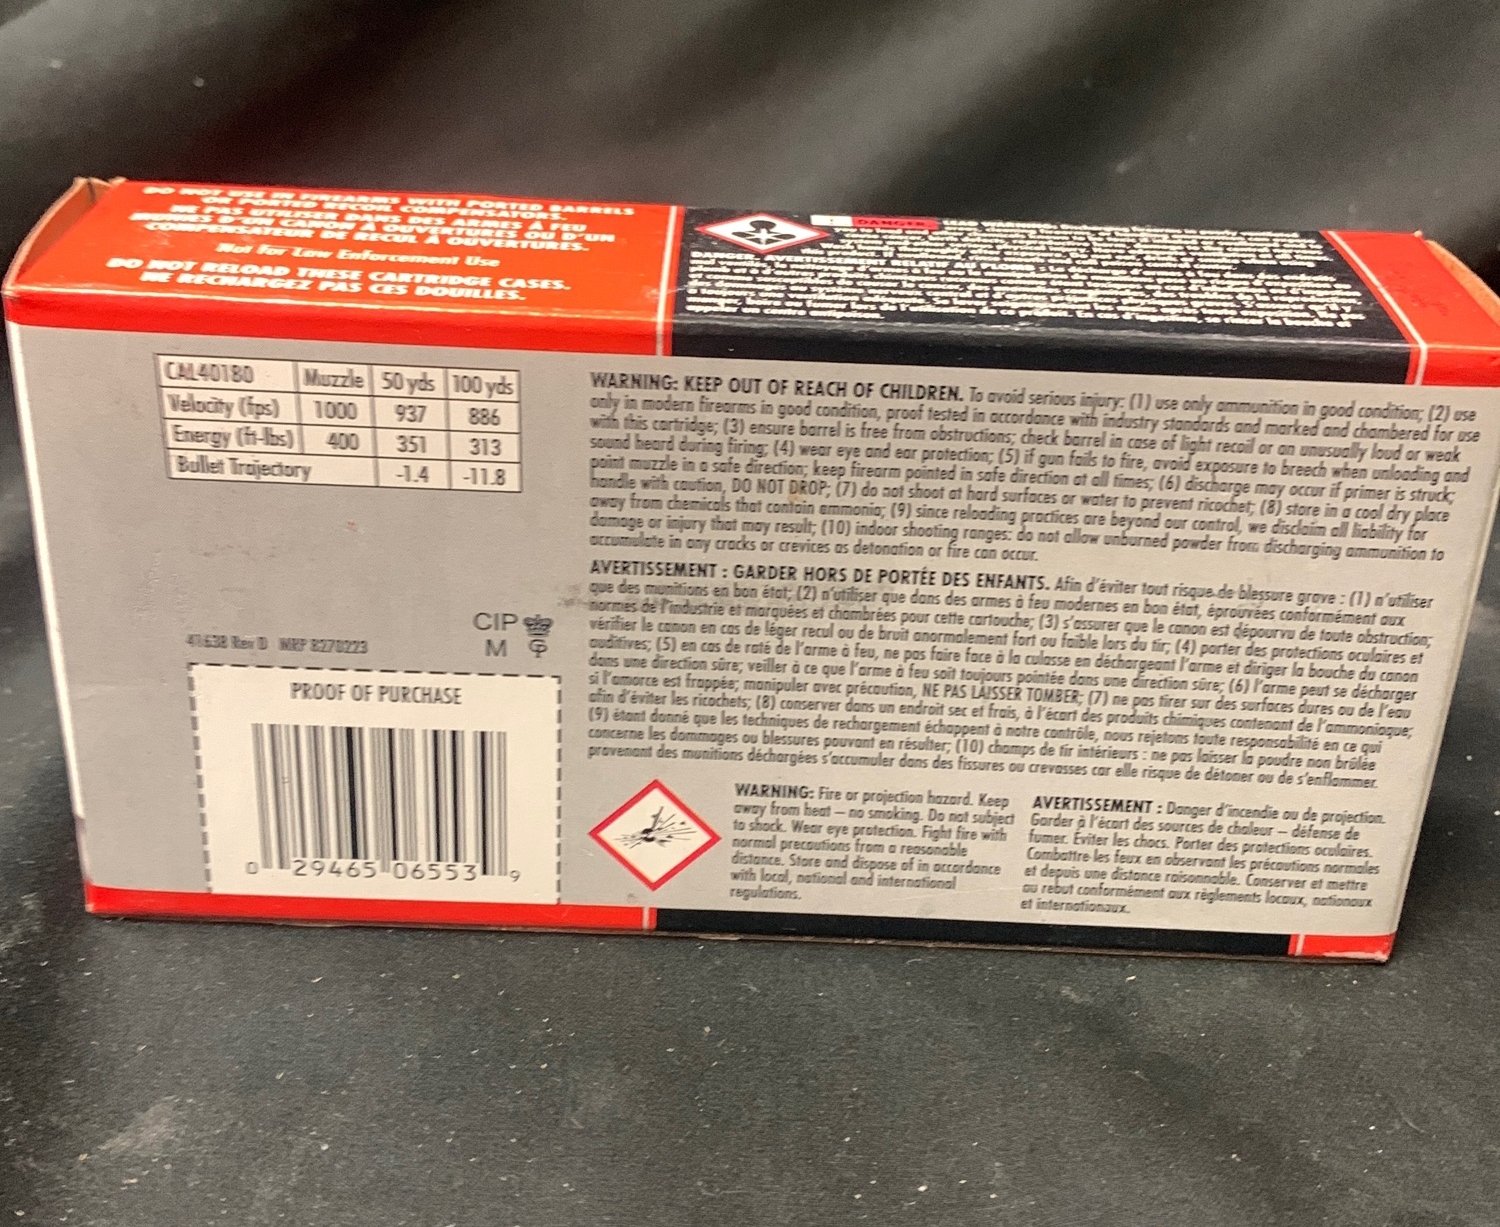 DO NOT USE IN FIREARMS WITH PORTED BARRELS
OR PORTED RECOIL COMPENSATORS.
NE PAS UTILISER DANS DES ARMES À FEU
MUNIES D'UN CANON À OUVERTURES OU D'UN
COMPENSATEUR DE RECUL À OUVERTURES.
Not for Law Enforcement Use
DO NOT RELOAD THESE CARTRIDGE CASES.
NE RECHARGEZ PAS CES DOUILLES.
DANGER
CAL40180 Muzzle 50 yds 100 yds
Velocity (fps) 1000 937 886
Energy (ft-lbs) 400 351 313
Bullet Trajectory -1.4 -11.8
41638 Rev D MRP 8270223
CIP
M
PROOF OF PURCHASE
0 29465 06553 9
WARNING: KEEP OUT OF REACH OF CHILDREN. To avoid serious injury: (1) use only ammunition in good condition; (2) use
only in modern firearms in good condition, proof tested in accordance with industry standards and marked and chambered for use
with this cartridge; (3) ensure barrel is free from obstructions; check barrel in case of light recoil or an unusually loud or weak
sound heard during firing; (4) wear eye and ear protection; (5) if gun fails to fire, avoid exposure to breech when unloading and
point muzzle in a safe direction; keep firearm pointed in safe direction at all times; (6) discharge may occur if primer is struck;
handle with caution, DO NOT DROP; (7) do not shoot at hard surfaces or water to prevent ricochet; (8) store in a cool dry place
away from chemicals that contain ammonia; (9) since reloading practices are beyond our control, we disclaim all liability for
damage or injury that may result; (10) indoor shooting ranges: do not allow unburned powder from discharging ammunition to
accumulate in any cracks or crevices as detonation or fire can occur.
AVERTISSEMENT : GARDER HORS DE PORTÉE DES ENFANTS. Afin d'éviter tout risque de blessure grave : (1) n'utiliser
que des munitions en bon état; (2) n'utiliser que dans des armes à feu modernes en bon état, éprouvées conformément aux
normes de l'industrie et marquées et chambrées pour cette cartouche; (3) s'assurer que le canon est dépourvu de toute obstruction;
vérifier le canon en cas de léger recul ou de bruit anormalement fort ou faible lors du tir; (4) porter des protections oculaires et
auditives; (5) en cas de raté de l'arme à feu, ne pas faire face à la culasse en déchargeant l'arme et diriger la bouche du canon
dans une direction sûre; veiller à ce que l'arme à feu soit toujours pointée dans une direction sûre; (6) l'arme peut se décharger
si l'amorce est frappée; manipuler avec précaution, NE PAS LAISSER TOMBER; (7) ne pas tirer sur des surfaces dures ou de l'eau
afin d'éviter les ricochets; (8) conserver dans un endroit sec et frais, à l'écart des produits chimiques contenant de l'ammoniaque;
(9) étant donné que les techniques de rechargement échappent à notre contrôle, nous rejetons toute responsabilité en ce qui
concerne les dommages ou blessures pouvant en résulter; (10) champs de tir intérieurs : ne pas laisser la poudre non brûlée
provenant des munitions déchargées s'accumuler dans des fissures ou crevasses car elle risque de détoner ou de s'enflammer.
WARNING: Fire or projection hazard. Keep
away from heat – no smoking. Do not subject
to shock. Wear eye protection. Fight fire with
normal precautions from a reasonable
distance. Store and dispose of in accordance
with local, national and international
regulations.
AVERTISSEMENT : Danger d'incendie ou de projection.
Garder à l'écart des sources de chaleur – défense de
fumer. Éviter les chocs. Porter des protections oculaires.
Combattre les feux en observant les précautions normales
et depuis une distance raisonnable. Conserver et mettre
au rebut conformément aux règlements locaux, nationaux
et internationaux.